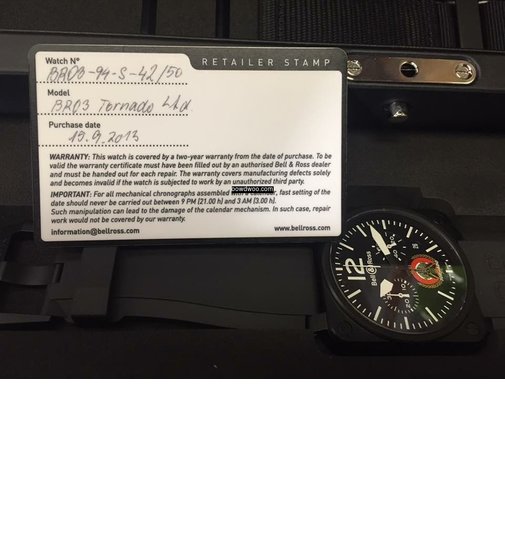 RETAILER STAMP
Watch N°
BR03-94-S-42/50
Model
BR03 Tornado Ltd.
Purchase date
19.9.2013
WARRANTY: This watch is covered by a two-year warranty from the date of purchase. To be
valid the warranty certificate must have been filled out by an authorised Bell & Ross dealer
and must be handed out for each repair. The warranty covers manufacturing defects solely
and becomes invalid if the watch is subjected to work by an unauthorized third party.
bowdwoo.com
IMPORTANT: For all mechanical chronographs assembled fast setting of the
date should never be carried out between 9 PM (21.00 h) and 3 AM (3.00 h).
Such manipulation can lead to the damage of the calendar mechanism. In such case, repair
work would not be covered by our warranty.
information@bellross.com www.bellross.com
12
Bell & Ross